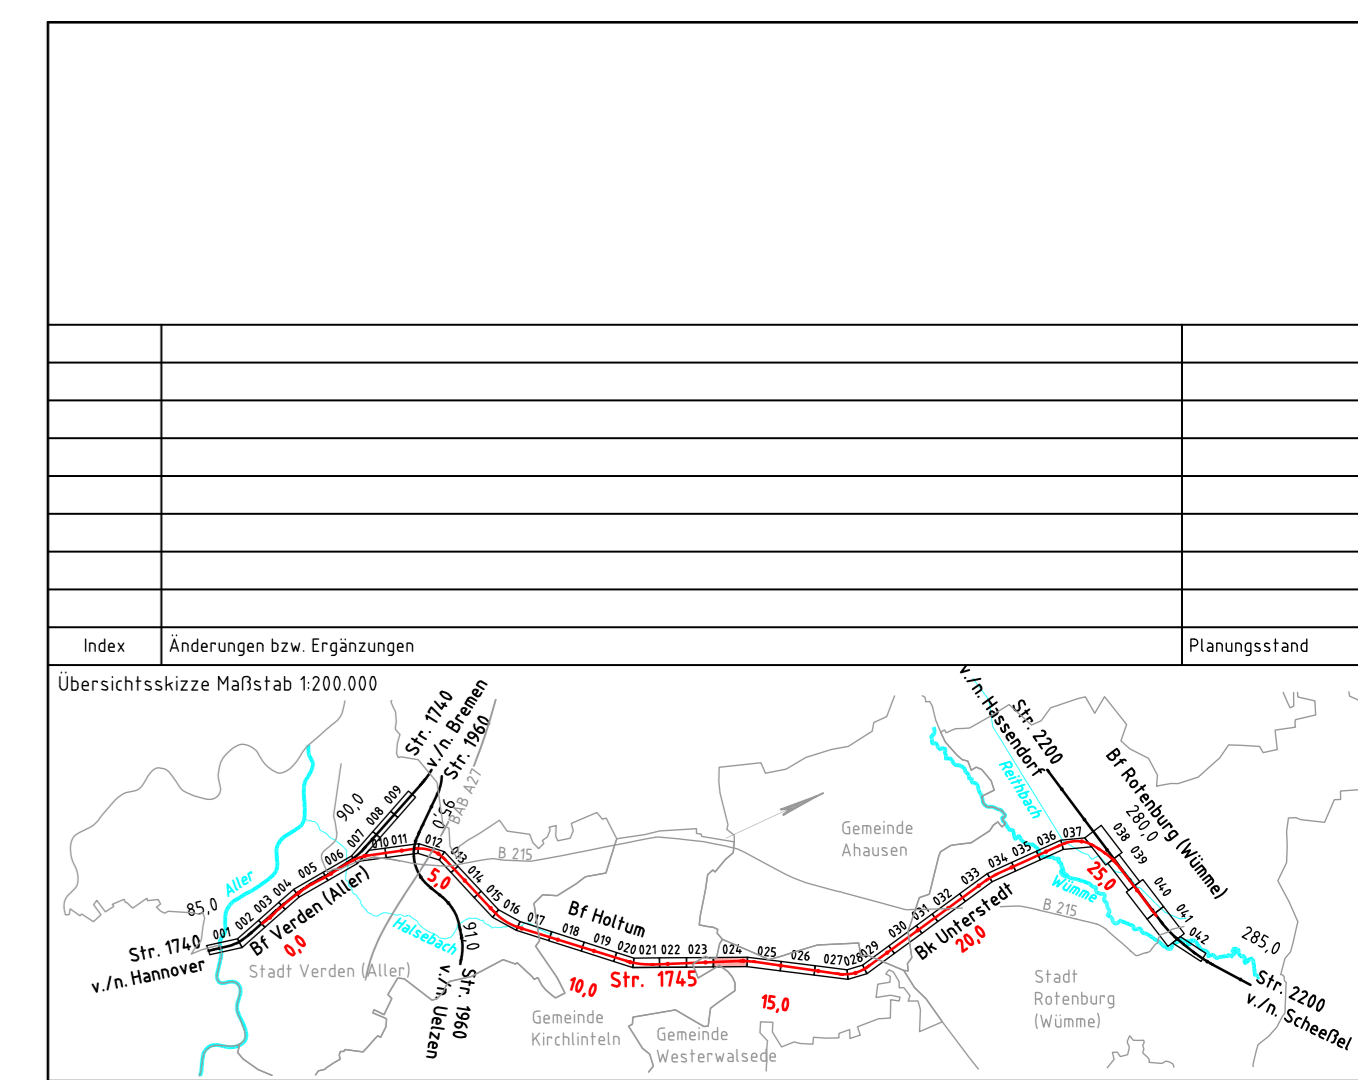 Index
Änderungen bzw. Ergänzungen
Planungsstand
Übersichtsskizze Maßstab 1:200.000
Str. 1740
v./n. Bremen
Str. 1960
BAB A27
95,0
90,0
85,0
Aller
Str. 1740
v./n. Hannover
001
002
003
004
005
006
007
008
009
010
011
012
013
014
015
016
017
018
019
020
021
022
023
024
025
026
027
028
029
030
031
032
033
034
035
036
037
038
039
040
041
042
Bf Verden (Aller)
0,0
Stadt Verden (Aller)
5,0
Halsebach
91,0
Str. 1960
v./n. Uelzen
B 215
Bf Holtum
10,0
Str. 1745
15,0
Gemeinde
Kirchlinteln
Gemeinde
Westerwalsede
Gemeinde
Ahausen
Bk Unterstedt
20,0
v./n. Hassendorf
Str. 2200
Reithbach
Wümme
B 215
25,0
Bf Rotenburg (Wümme)
280,0
285,0
Stadt
Rotenburg
(Wümme)
Str. 2200
v./n. Scheeßel